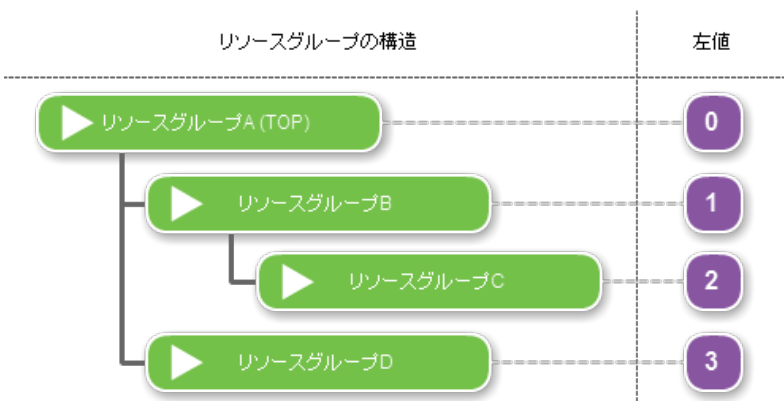 リソースグループの構造 左値
リソースグループA(TOP) 0
リソースグループB 1
リソースグループC 2
リソースグループD 3